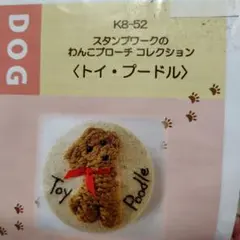 DOG
K8-52
スタンプワークの
わんこブローチ コレクション
〈トイ・プードル〉
Toy
Poodle